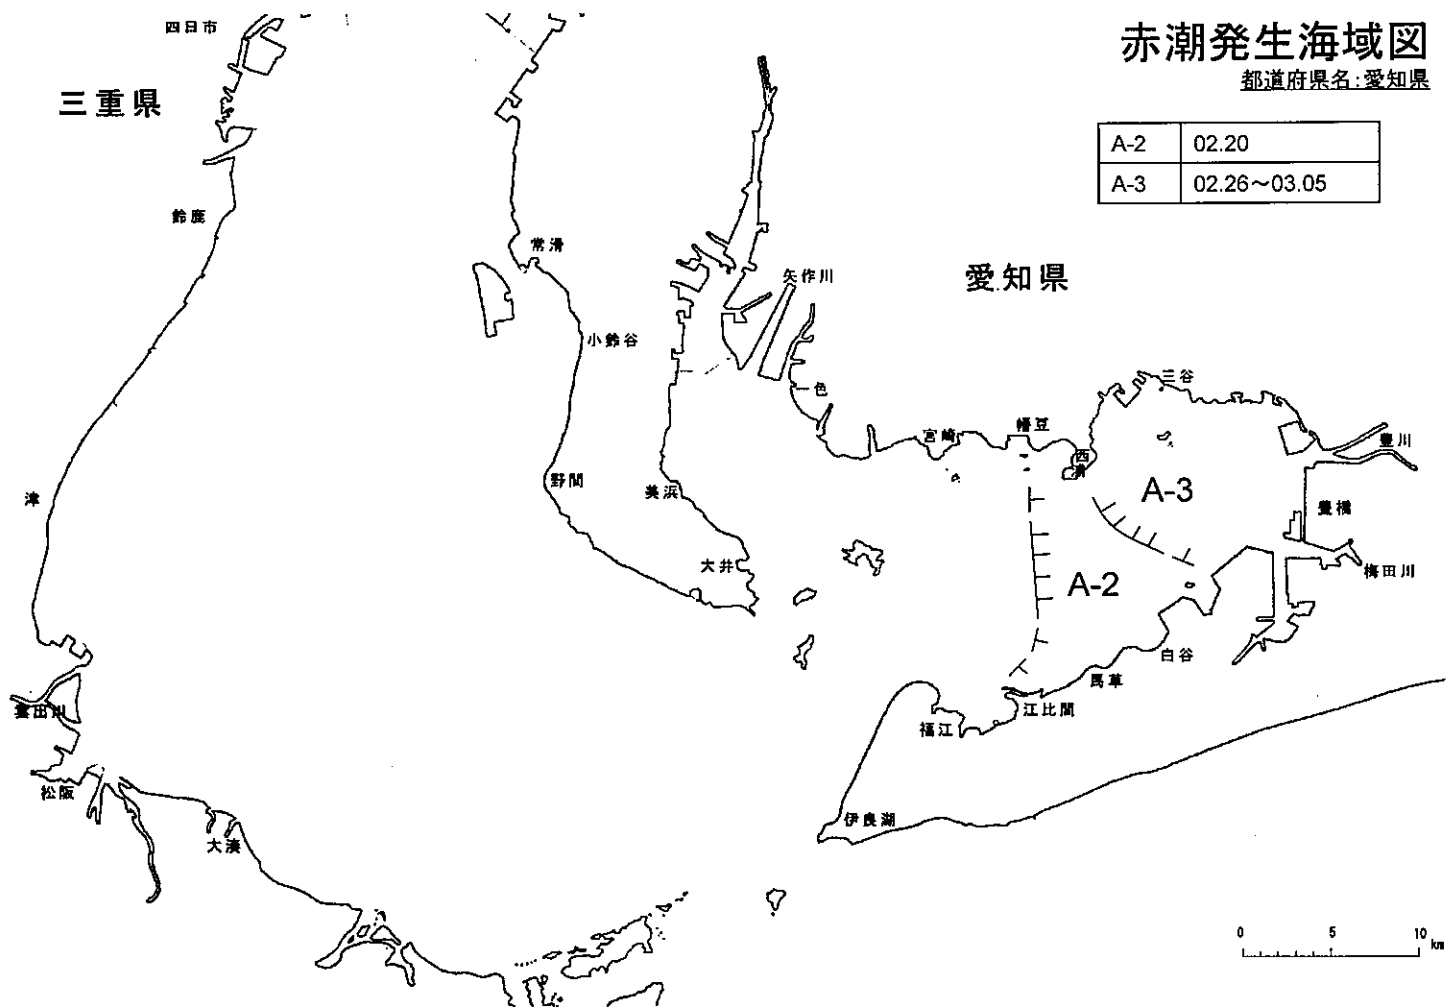 赤潮発生海域図
都道府県名:愛知県
A-2 02.20
A-3 02.26～03.05
四日市
三重県
鈴鹿
常滑
矢作川
愛知県
小鈴谷
一色
三谷
宮崎
幡豆
西浦
豊川
津
野間
美浜
A-3
豊橋
大井
A-2
梅田川
白谷
馬草
雲出川
福江
江比間
松阪
伊良湖
大湊
0 5 10 km